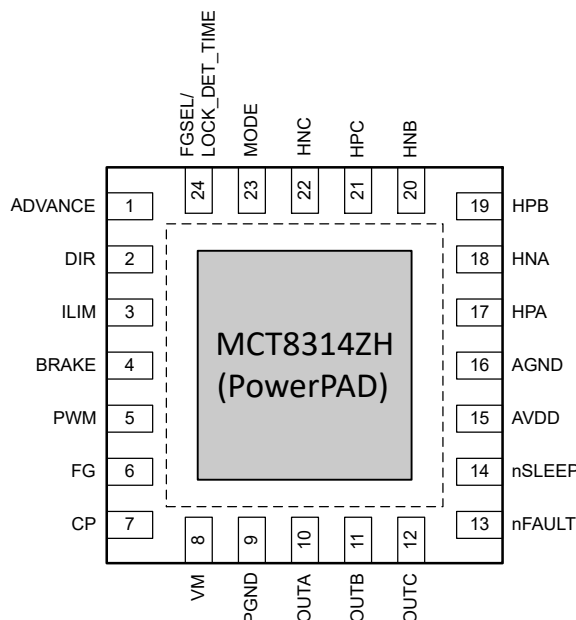 FGSEL/
LOCK_DET_TIME
MODE
HNC
HPC
HNB
24
23
22
21
20
ADVANCE 1
19 HPB
DIR 2
18 HNA
ILIM 3
17 HPA
MCT8314ZH
(PowerPAD)
BRAKE 4
16 AGND
PWM 5
15 AVDD
FG 6
14 nSLEEP
CP 7
13 nFAULT
8
9
10
11
12
VM
PGND
OUTA
OUTB
OUTC